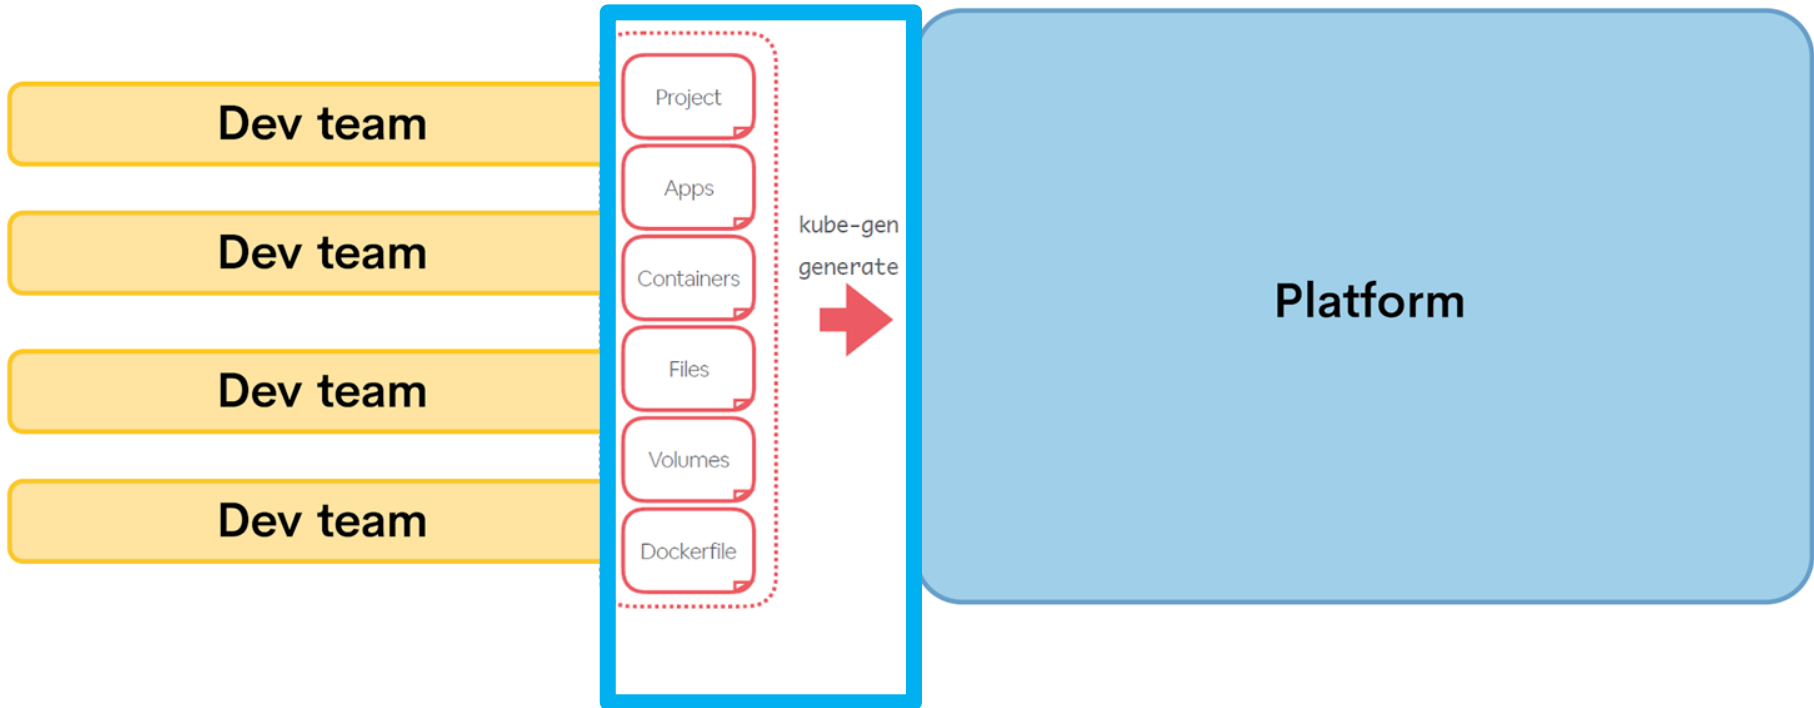 Dev team
Dev team
Dev team
Dev team
Project
Apps
Containers
Files
Volumes
Dockerfile
kube-gen
generate
Platform